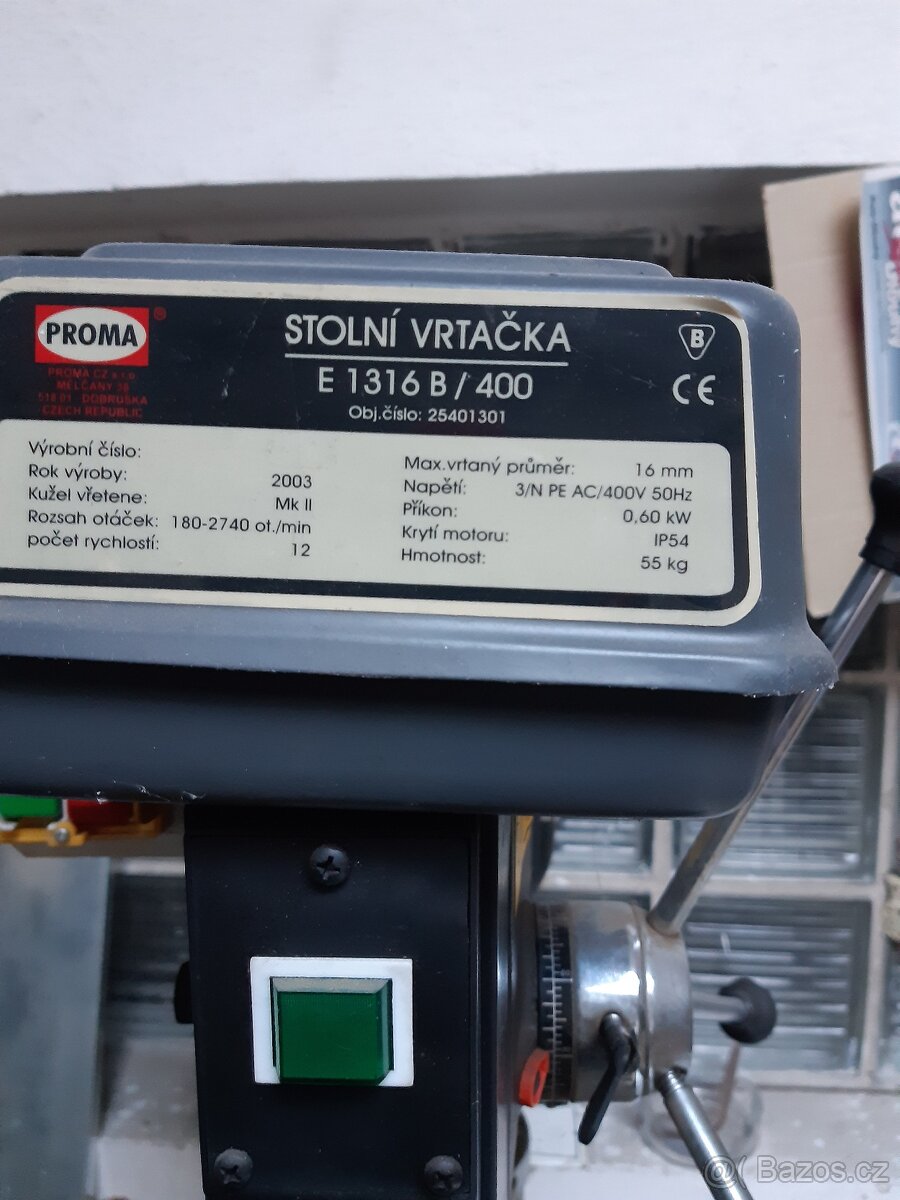 PROMA
®
PROMA CZ s.r.o.
MĚLČANY 38
518 01 DOBRUŠKA
CZECH REPUBLIC
STOLNÍ VRTAČKA
E 1316 B / 400
Obj.číslo: 25401301
B
CE
Výrobní číslo:
Rok výroby: 2003
Kužel vřetene: Mk II
Rozsah otáček: 180-2740 ot./min
počet rychlostí: 12
Max.vrtaný průměr: 16 mm
Napětí: 3/N PE AC/400V 50Hz
Příkon: 0,60 kW
Krytí motoru: IP54
Hmotnost: 55 kg
Bazos.cz